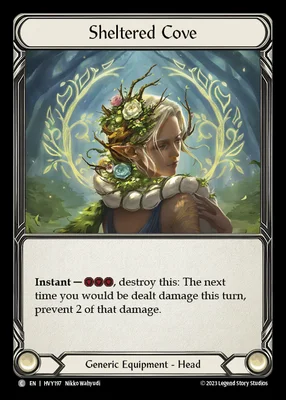 Sheltered Cove
Instant — , destroy this: The next
time you would be dealt damage this turn,
prevent 2 of that damage.
Generic Equipment - Head
C EN | HVY197 Nikko Wahyudi
©2023 Legend Story Studios